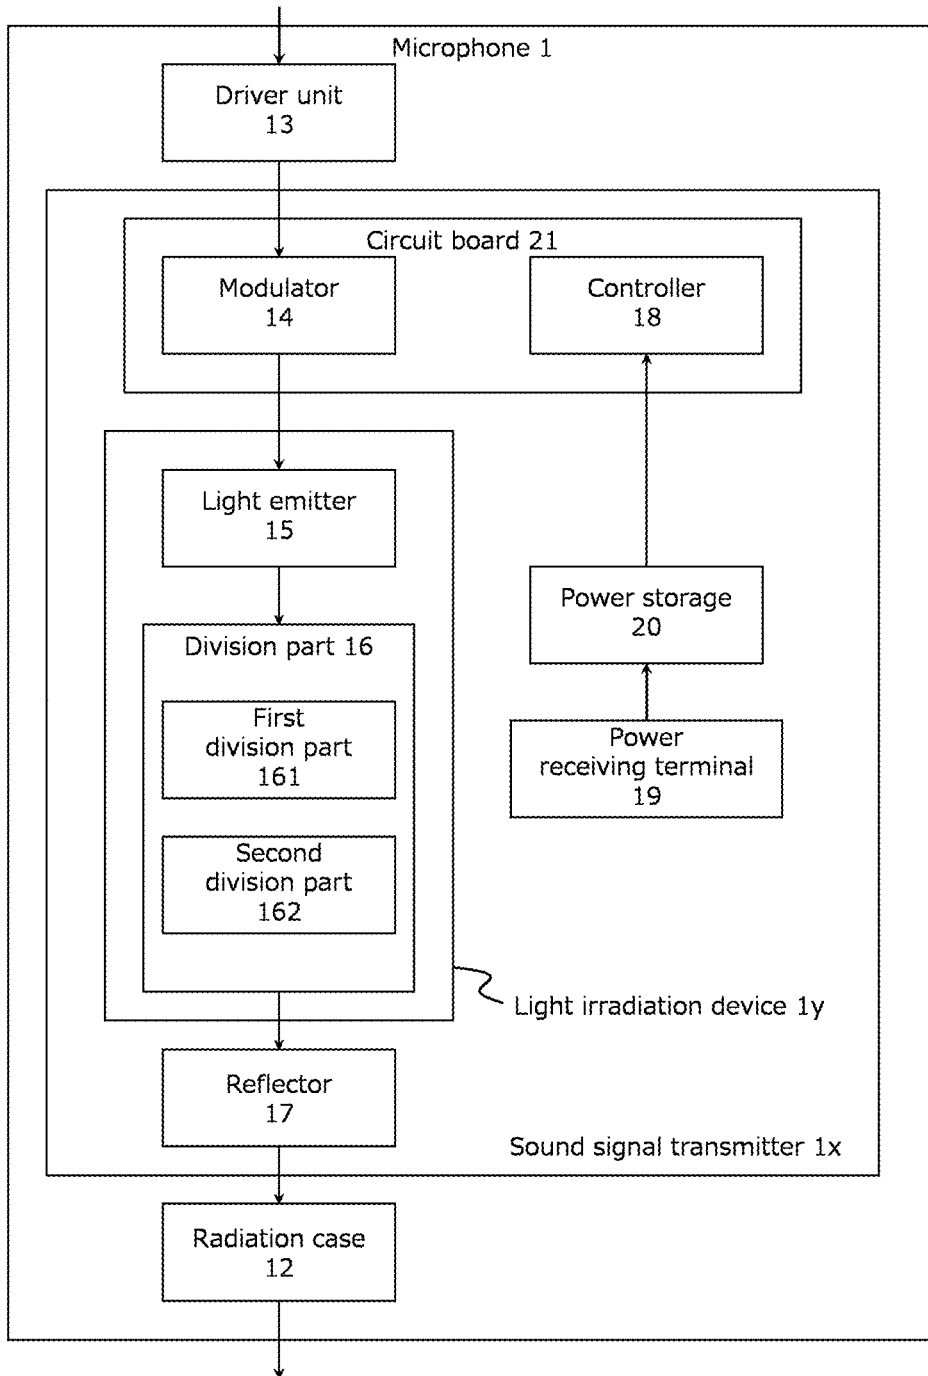 Microphone 1
Driver unit
13
Circuit board 21
Modulator
14
Controller
18
Light emitter
15
Power storage
20
Division part 16
First
division part
161
Power
receiving terminal
19
Second
division part
162
Light irradiation device 1y
Reflector
17
Sound signal transmitter 1x
Radiation case
12